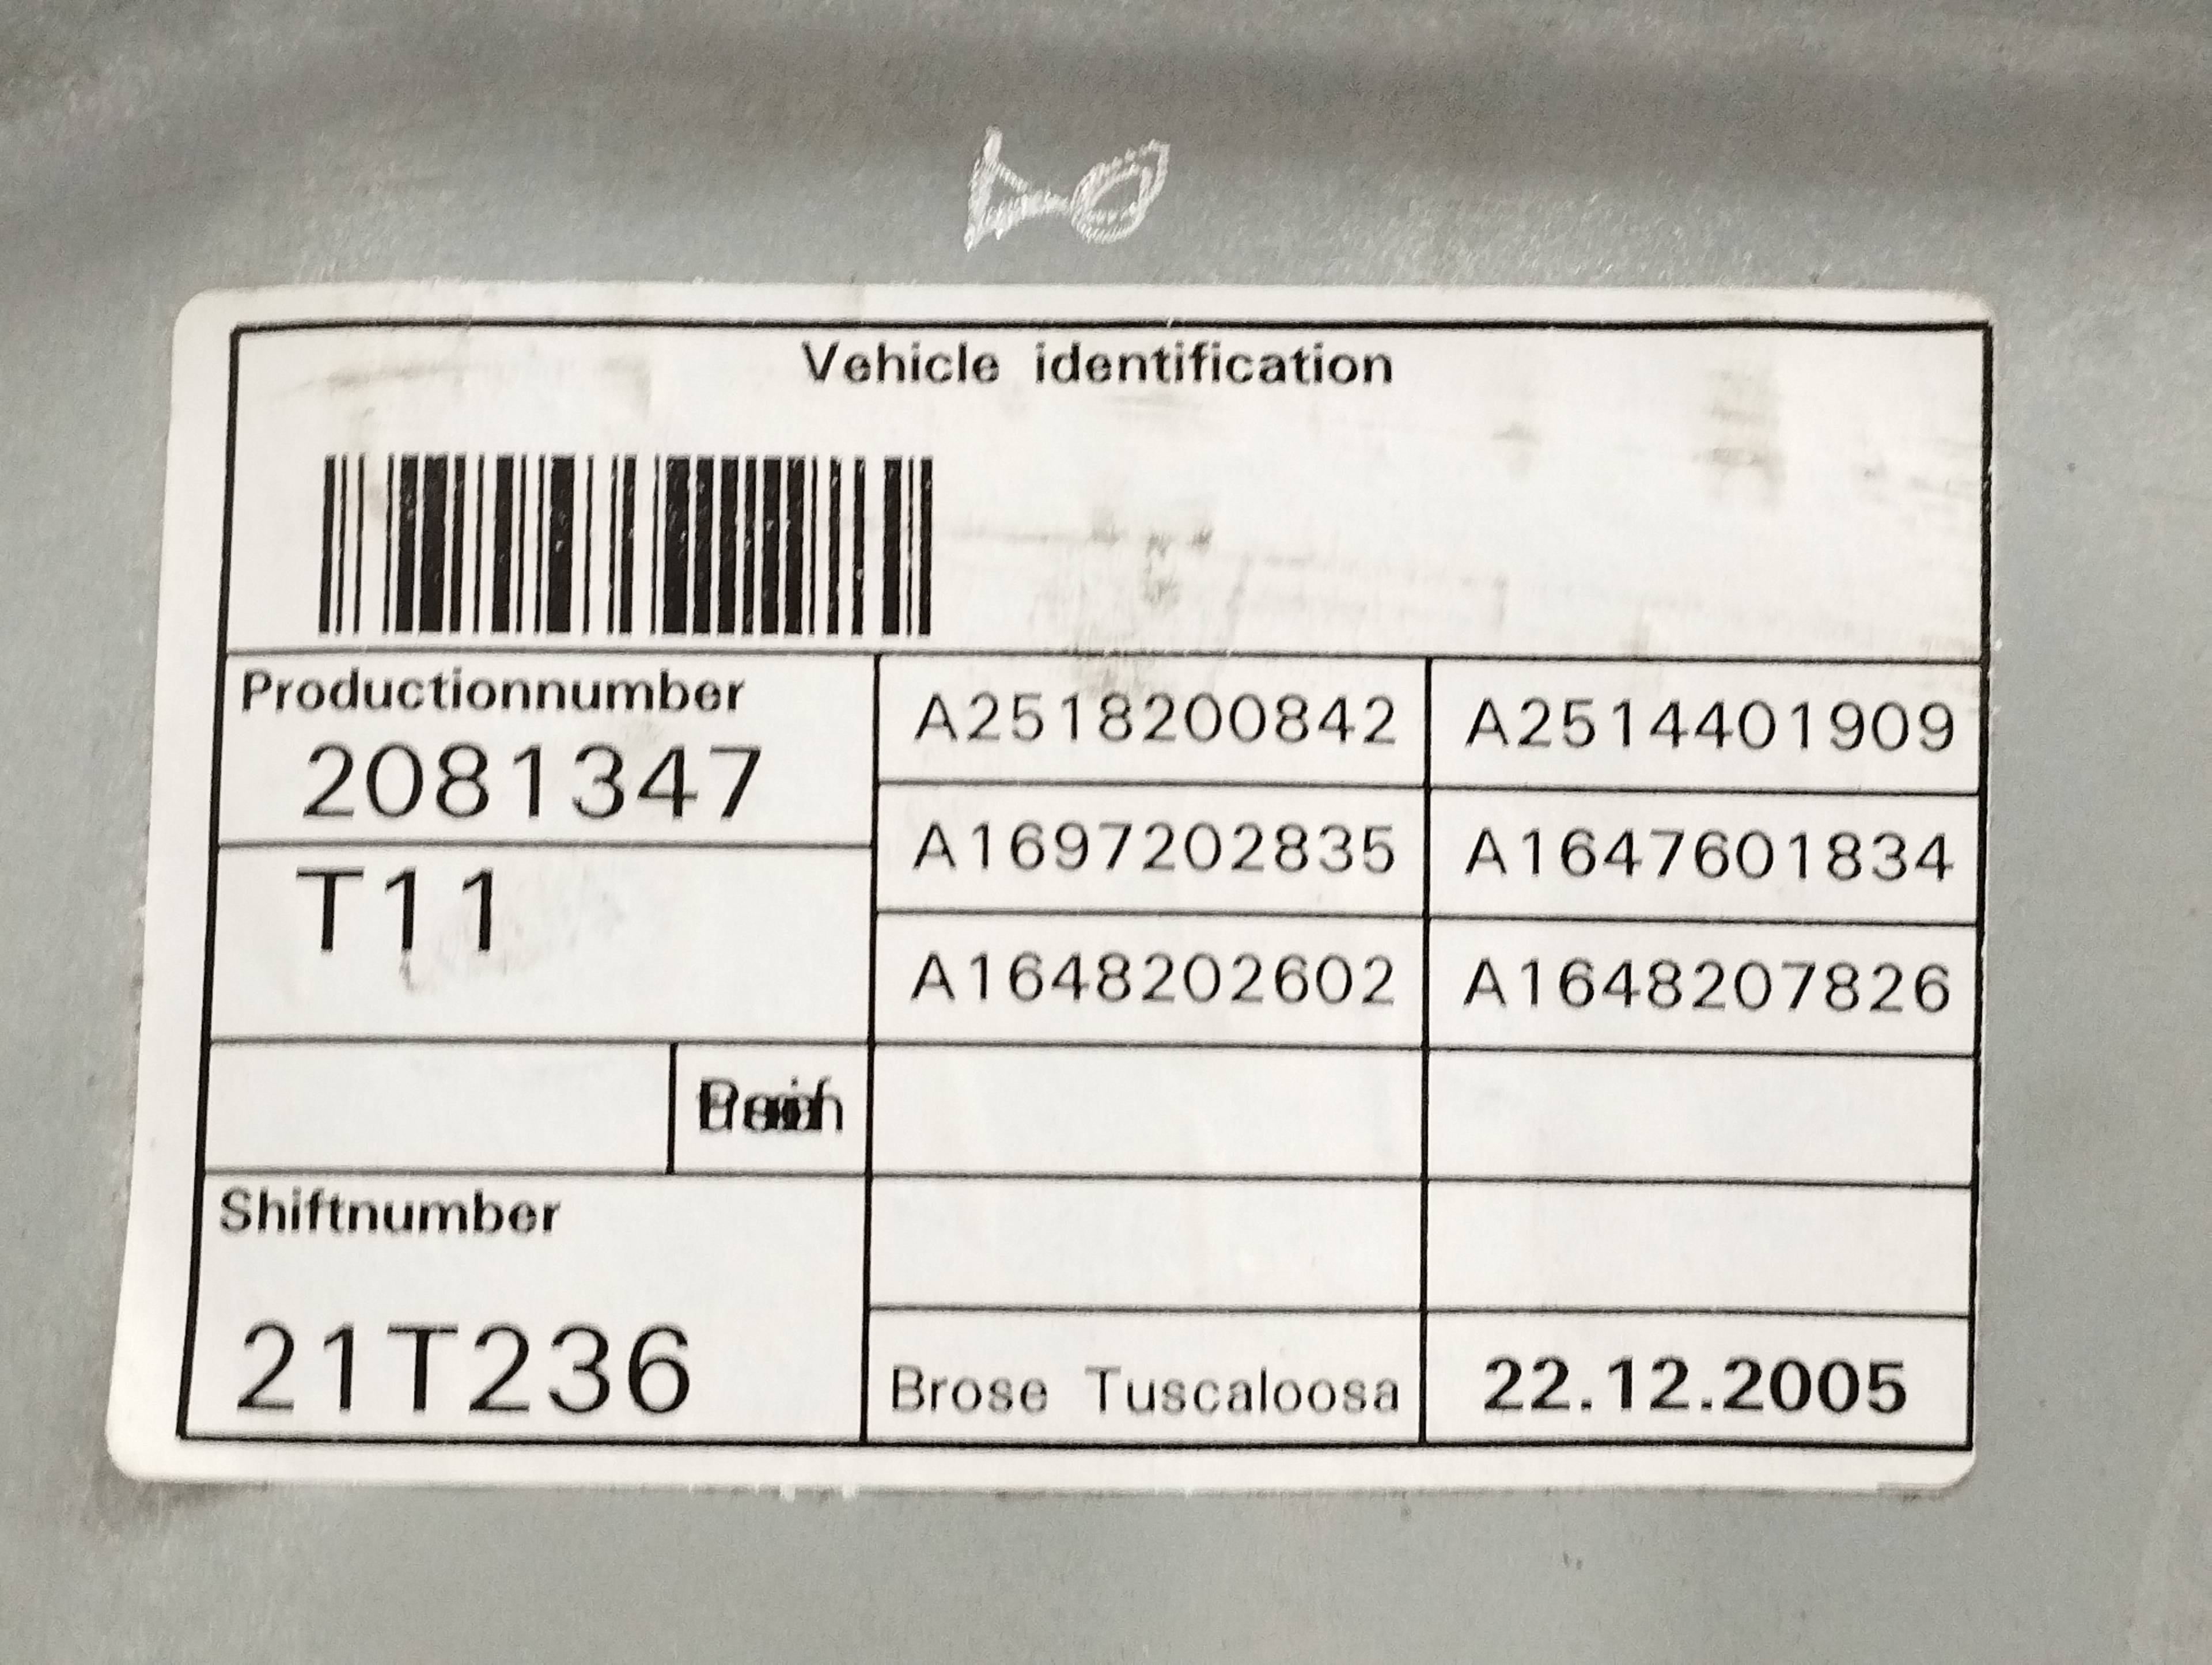 Vehicle identification
Productionnumber
2081347
T11
Shiftnumber
21T236
A2518200842 A2514401909
A1697202835 A1647601834
A1648202602 A1648207826
Brose Tuscaloosa 22.12.2005